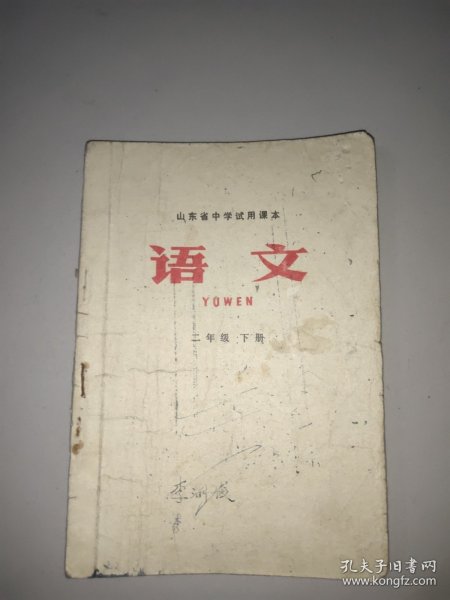 山东省中学试用课本
语文
YUWEN
二年级 下册
李
孔夫子旧书网
www.kongfz.com